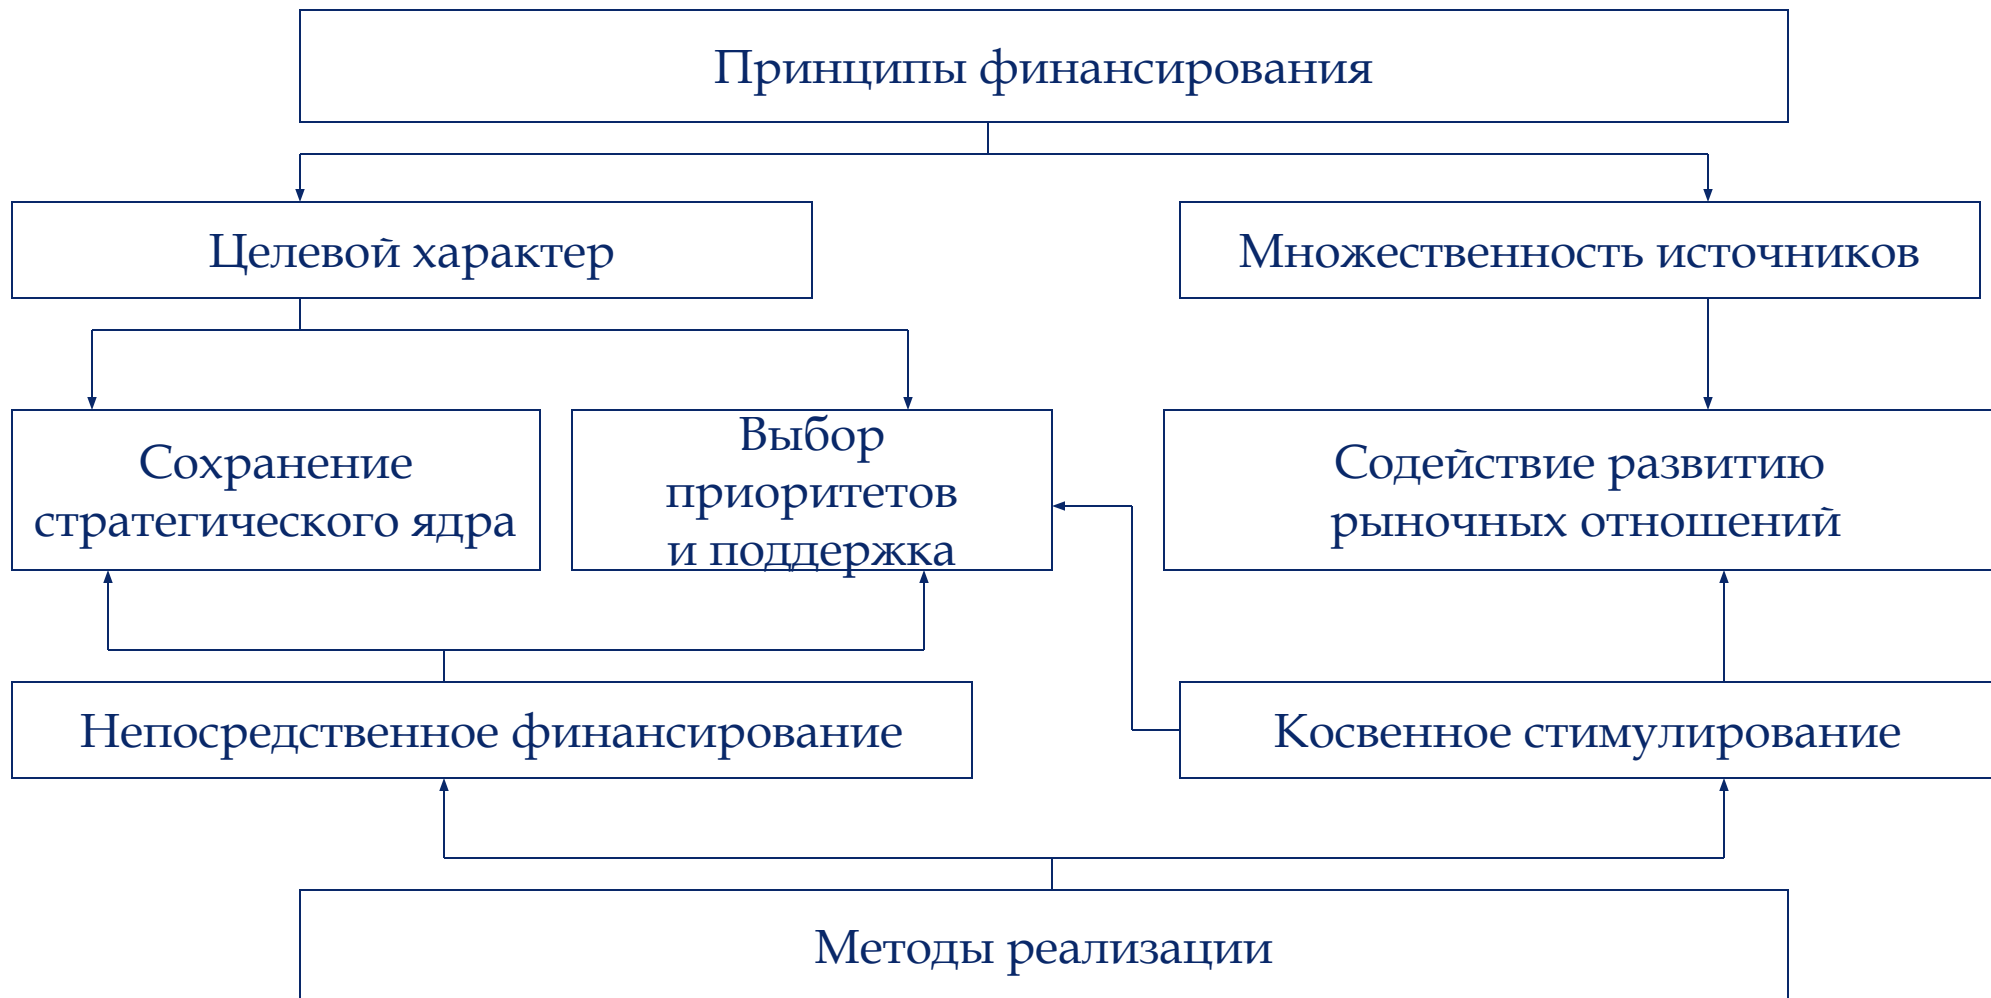 Принципы финансирования
Целевой характер
Множественность источников
Сохранение
стратегического ядра
Выбор
приоритетов
и поддержка
Содействие развитию
рыночных отношений
Непосредственное финансирование
Косвенное стимулирование
Методы реализации